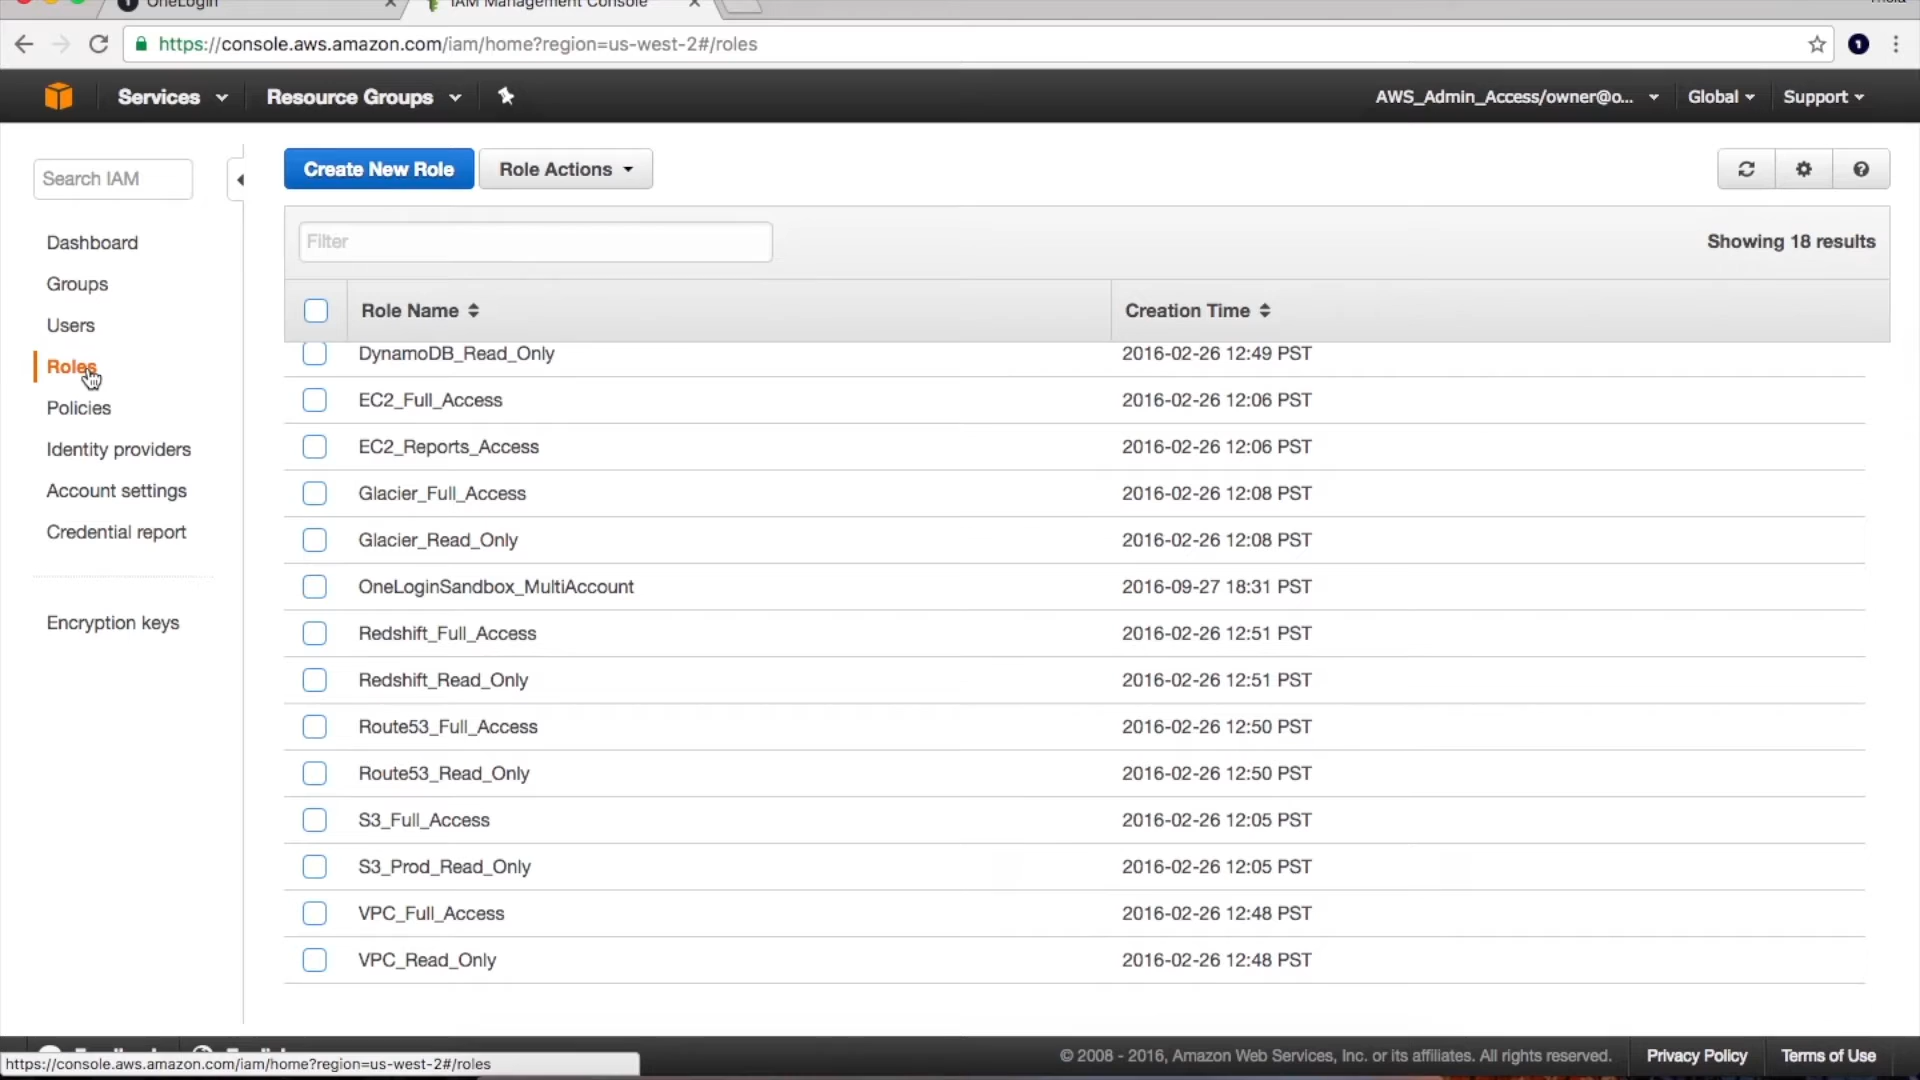 OneLogin
IAM Management Console
https://console.aws.amazon.com/iam/home?region=us-west-2#/roles
Services
Resource Groups
AWS_Admin_Access/owner@o...
Global
Support
Search IAM
Create New Role
Role Actions
Filter
Showing 18 results
Dashboard
Groups
Users
Roles
Policies
Identity providers
Account settings
Credential report
Encryption keys
Role Name
Creation Time
DynamoDB_Read_Only 2016-02-26 12:49 PST
EC2_Full_Access 2016-02-26 12:06 PST
EC2_Reports_Access 2016-02-26 12:06 PST
Glacier_Full_Access 2016-02-26 12:08 PST
Glacier_Read_Only 2016-02-26 12:08 PST
OneLoginSandbox_MultiAccount 2016-09-27 18:31 PST
Redshift_Full_Access 2016-02-26 12:51 PST
Redshift_Read_Only 2016-02-26 12:51 PST
Route53_Full_Access 2016-02-26 12:50 PST
Route53_Read_Only 2016-02-26 12:50 PST
S3_Full_Access 2016-02-26 12:05 PST
S3_Prod_Read_Only 2016-02-26 12:05 PST
VPC_Full_Access 2016-02-26 12:48 PST
VPC_Read_Only 2016-02-26 12:48 PST
https://console.aws.amazon.com/iam/home?region=us-west-2#/roles
© 2008 - 2016, Amazon Web Services, Inc. or its affiliates. All rights reserved.
Privacy Policy
Terms of Use